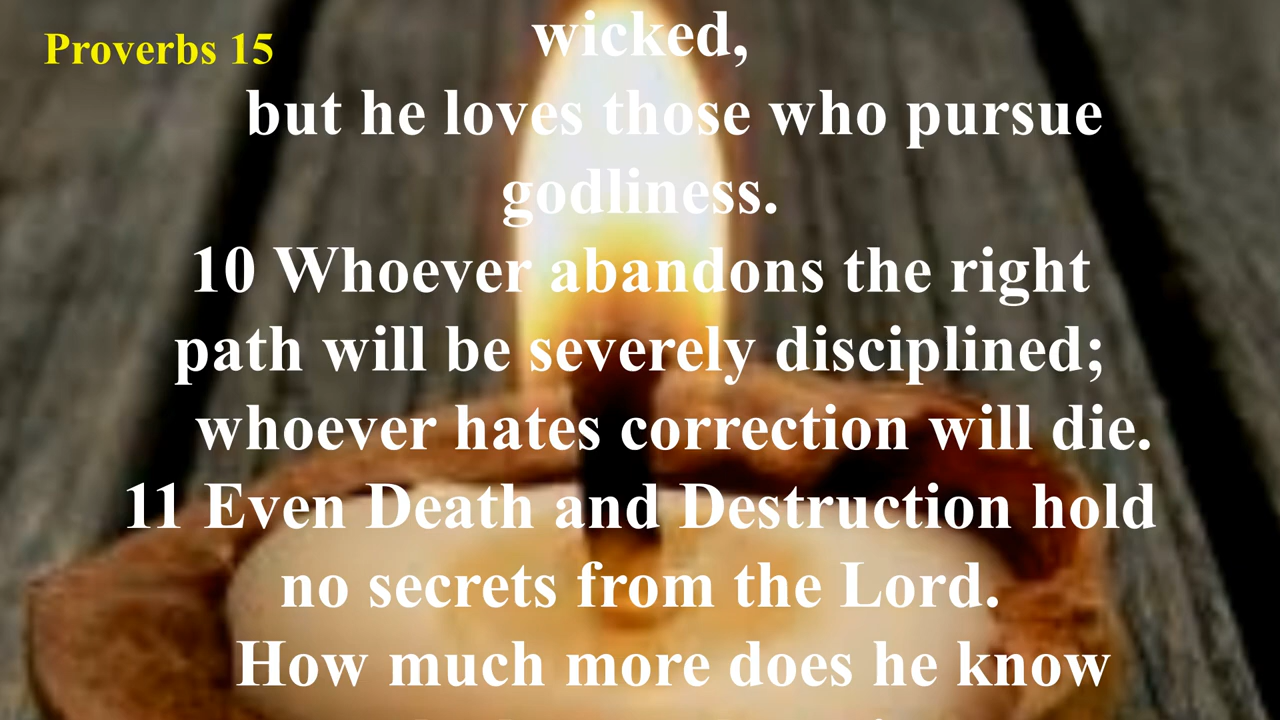 Proverbs 15
wicked,
but he loves those who pursue
godliness.
10 Whoever abandons the right
path will be severely disciplined;
whoever hates correction will die.
11 Even Death and Destruction hold
no secrets from the Lord.
How much more does he know